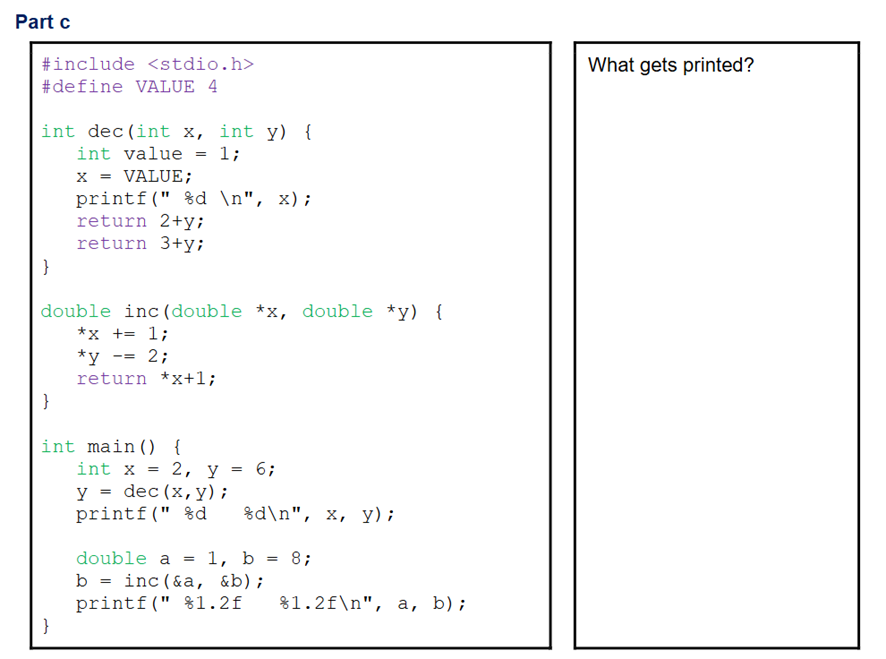 Part c
#include <stdio.h>
#define VALUE 4
int dec(int x, int y) {
   int value = 1;
   x = VALUE;
   printf(" %d \n", x);
   return 2+y;
   return 3+y;
}
double inc(double *x, double *y) {
   *x += 1;
   *y -= 2;
   return *x+1;
}
int main() {
   int x = 2, y = 6;
   y = dec(x,y);
   printf(" %d   %d\n", x, y);
   double a = 1, b = 8;
   b = inc(&a, &b);
   printf(" %1.2f   %1.2f\n", a, b);
}
What gets printed?